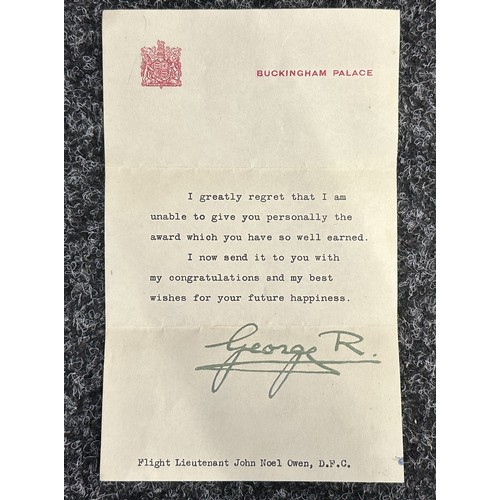 BUCKINGHAM PALACE
I greatly regret that I am
unable to give you personally the
award which you have so well earned.
I now send it to you with
my congratulations and my best
wishes for your future happiness.
George R.
Flight Lieutenant John Noel Owen, D.F.C.